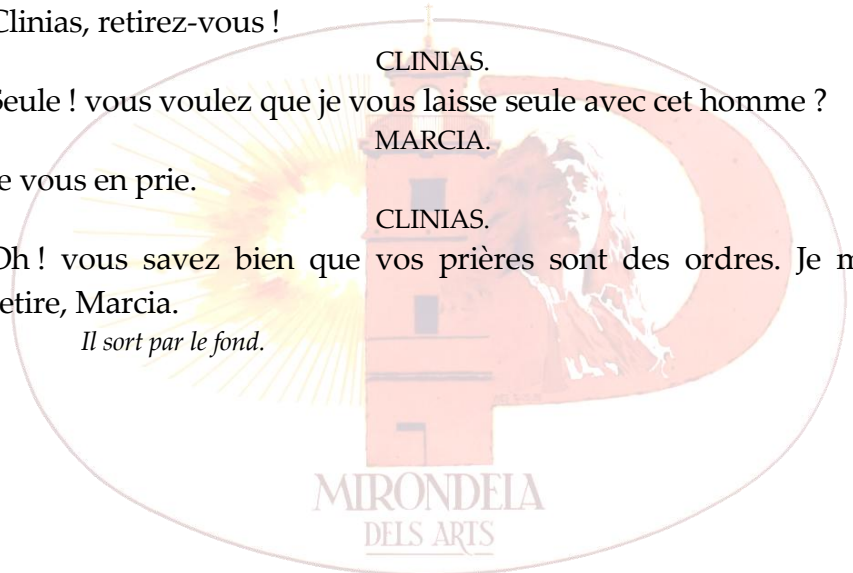 Clinias, retirez-vous !
CLINIAS.
Seule ! vous voulez que je vous laisse seule avec cet homme ?
MARCIA.
e vous en prie.
CLINIAS.
Oh ! vous savez bien que vos prières sont des ordres. Je m
etire, Marcia.
Il sort par le fond.
MIRONDELA
DELS ARTS